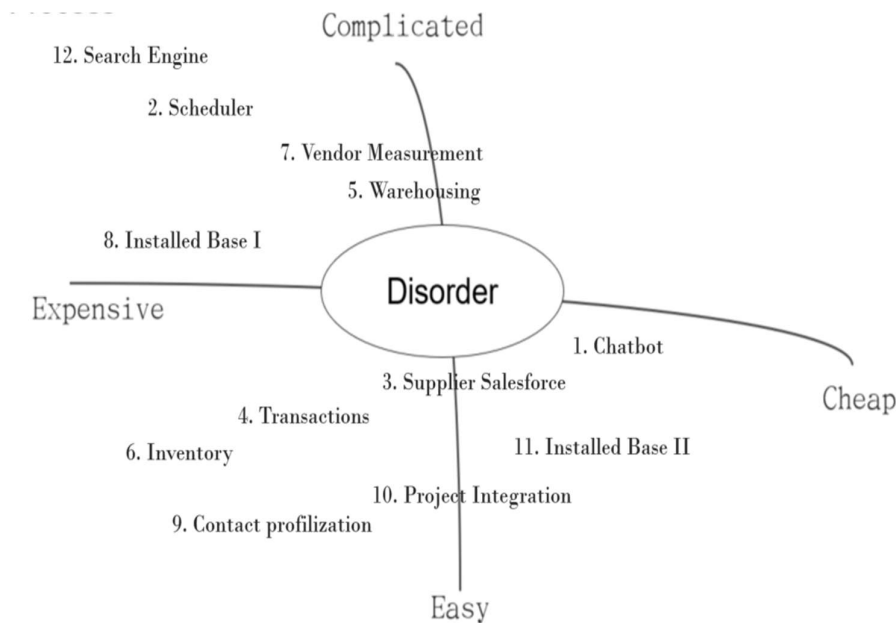 Complicated
12. Search Engine
2. Scheduler
7. Vendor Measurement
5. Warehousing
8. Installed Base I
Disorder
Expensive
1. Chatbot
3. Supplier Salesforce
Cheap
4. Transactions
11. Installed Base II
6. Inventory
10. Project Integration
9. Contact profilization
Easy